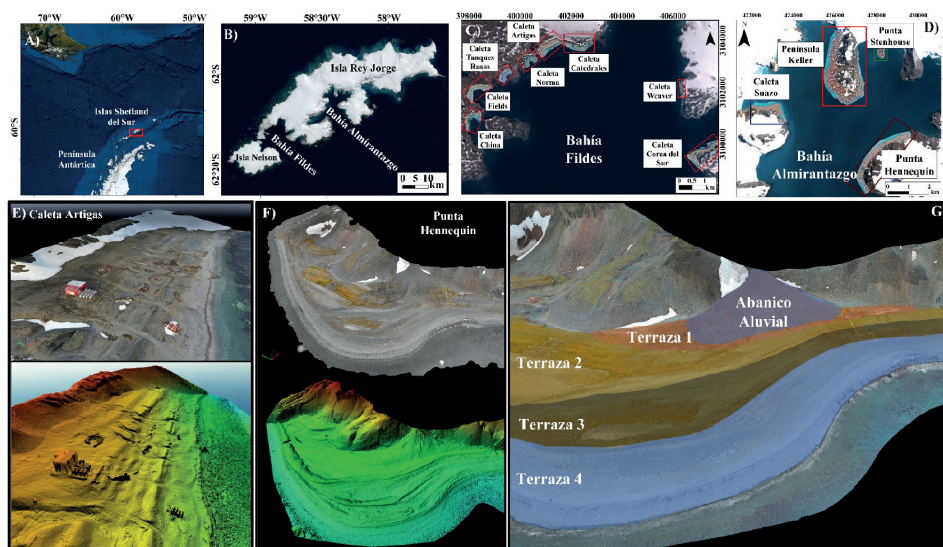 60°W
50°W
A)
60°S
Islas Shetland
del Sur
Península
Antártica
59°W
58°30'W
58°W
B)
62°S
62°20'S
Isla Rey Jorge
Bahía Almirantazgo
Bahía Fildes
Isla Nelson
0 5 10
km
398000
400000
402000
406000
C)
3104000
3102000
3100000
Caleta
Artigas
Caleta
Tanques
Rusos
Caleta
Norma
Caleta
Catedrales
Caleta
Fields
Caleta
China
Caleta
Weaver
Caleta
Corea del
Sur
Bahía
Fildes
0 0.5 1
km
N
424000
D)
Península
Keller
Punta
Stenhouse
Caleta
Suazo
Bahía
Almirantazgo
Punta
Hennequin
0 1 2
km
E) Caleta Artigas
F)
Punta
Hennequin
G
Abanico
Aluvial
Terraza 1
Terraza 2
Terraza 3
Terraza 4